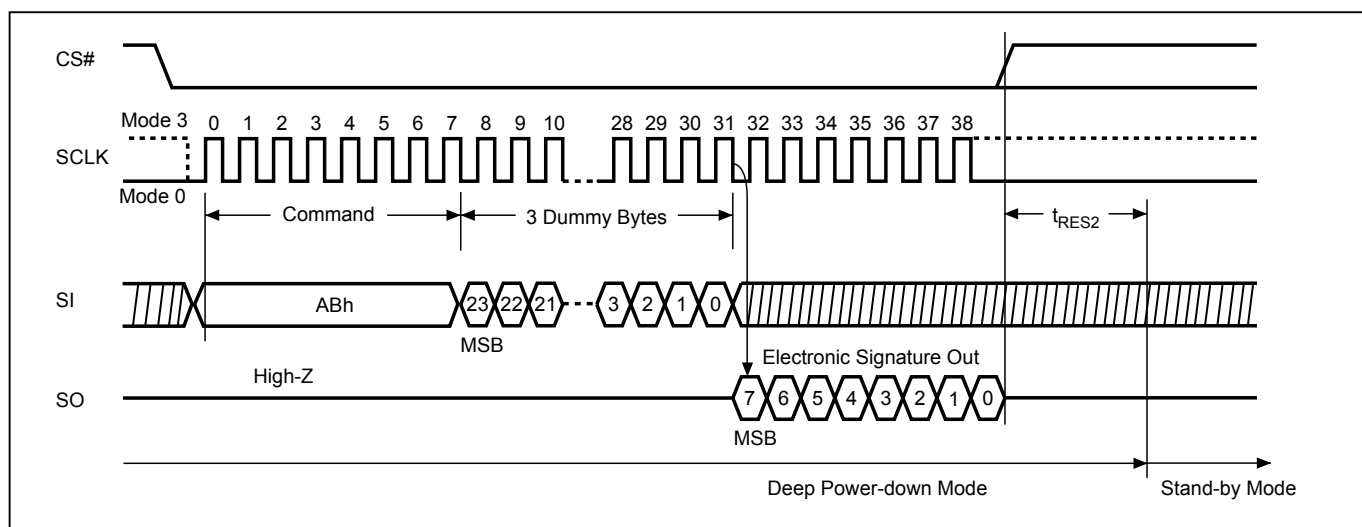 CS#
Mode 3
0 1 2 3 4 5 6 7 8 9 10 28 29 30 31 32 33 34 35 36 37 38
SCLK
Mode 0
Command
3 Dummy Bytes
tRES2
SI
ABh
23 22 21 3 2 1 0
MSB
Electronic Signature Out
High-Z
SO
7 6 5 4 3 2 1 0
MSB
Deep Power-down Mode
Stand-by Mode